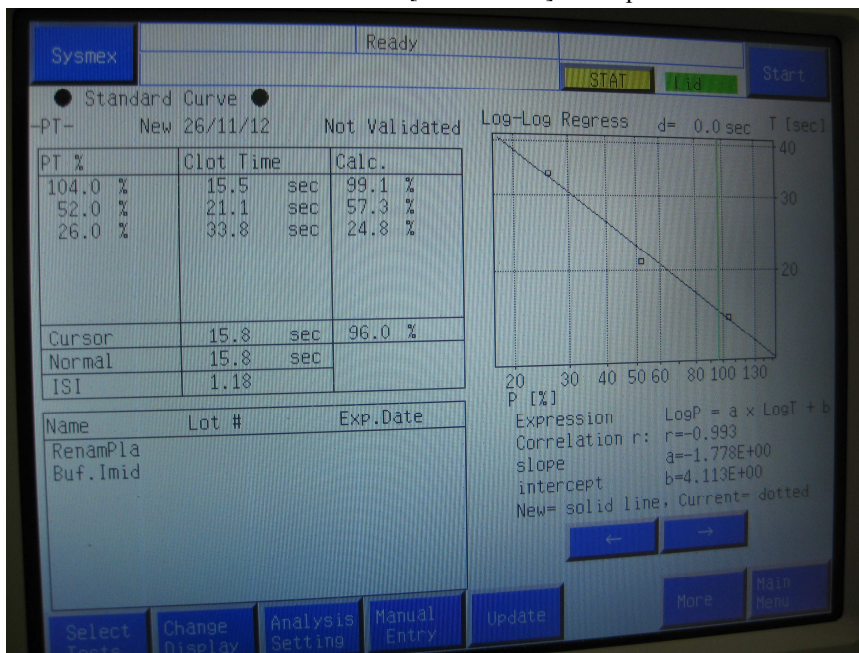 Ready
Sysmex
STAT
Lid
Start
Standard Curve
-PT- New 26/11/12 Not Validated
Log-Log Regress d= 0.0 sec T [sec]
PT % Clot Time Calc.
104.0 % 15.5 sec 99.1 %
52.0 % 21.1 sec 57.3 %
26.0 % 33.8 sec 24.8 %
Cursor 15.8 sec 96.0 %
Normal 15.8 sec
ISI 1.18
40
30
20
20 30 40 50 60 80 100 130
P [%]
Expression LogP = a x LogT + b
Correlation r: r=-0.993
slope a=-1.778E+00
intercept b=4.113E+00
New= solid line, Current= dotted
Name Lot # Exp.Date
RenamPla
Buf.Imid
← →
Select Tests
Change Display
Analysis Setting
Manual Entry
Update
More
Main Menu